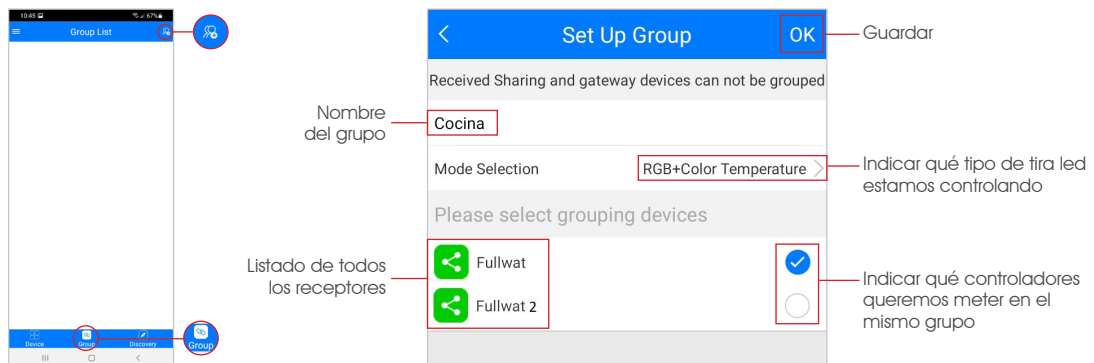 10:45 67%
Group List
Device Group Discovery
Group
Set Up Group OK
Guardar
Received Sharing and gateway devices can not be grouped
Nombre
del grupo
Cocina
Mode Selection RGB+Color Temperature
Indicar qué tipo de tira led
estamos controlando
Please select grouping devices
Listado de todos
los receptores
Fullwat
Fullwat 2
Indicar qué controladores
queremos meter en el
mismo grupo